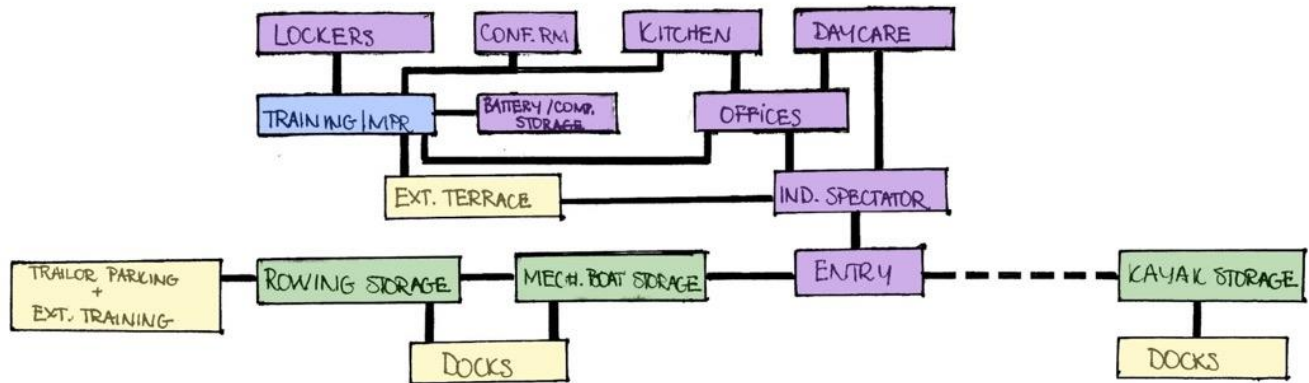 LOCKERS
CONF. RM
KITCHEN
DAYCARE
TRAINING/MPR
BATTERY/COMP.
STORAGE
OFFICES
EXT. TERRACE
IND. SPECTATOR
TRAILOR PARKING
+
EXT. TRAINING
ROWING STORAGE
MECH. BOAT STORAGE
ENTRY
KAYAK STORAGE
DOCKS
DOCKS